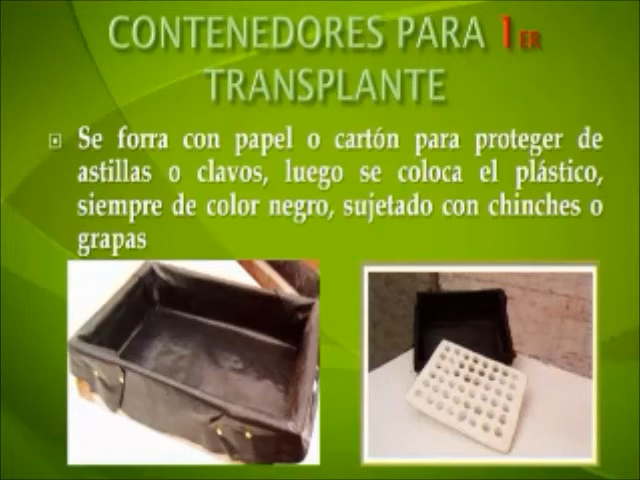 CONTENEDORES PARA 1ER
TRANSPLANTE
Se forra con papel o cartón para proteger de
astillas o clavos, luego se coloca el plástico,
siempre de color negro, sujetado con chinches o
grapas